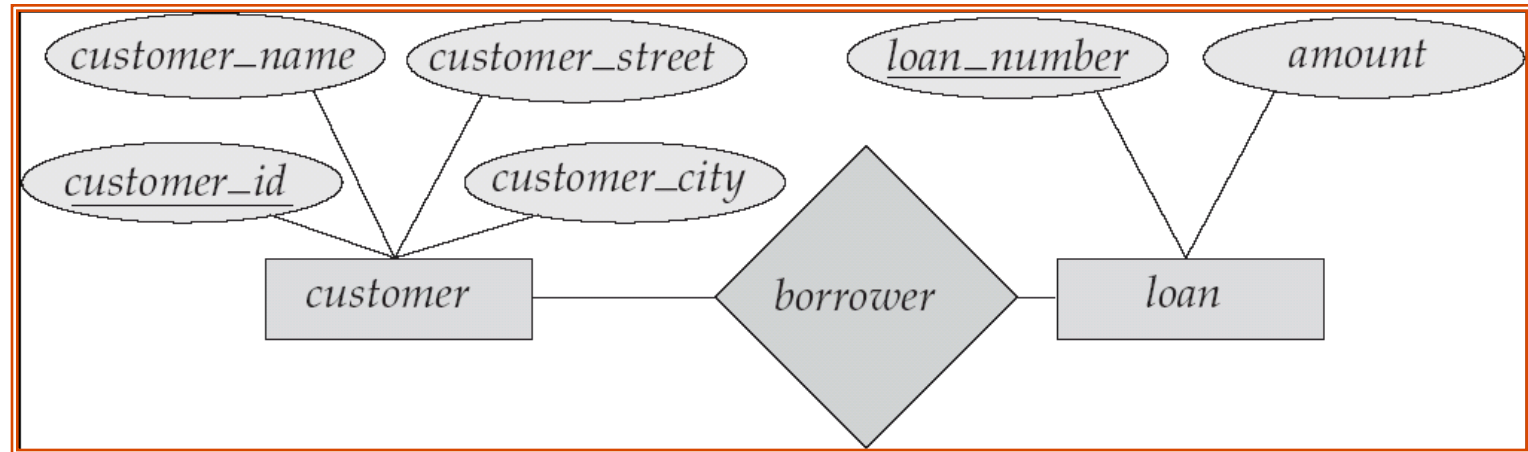 customer_name
customer_street
loan_number
amount
customer_id
customer_city
customer
borrower
loan